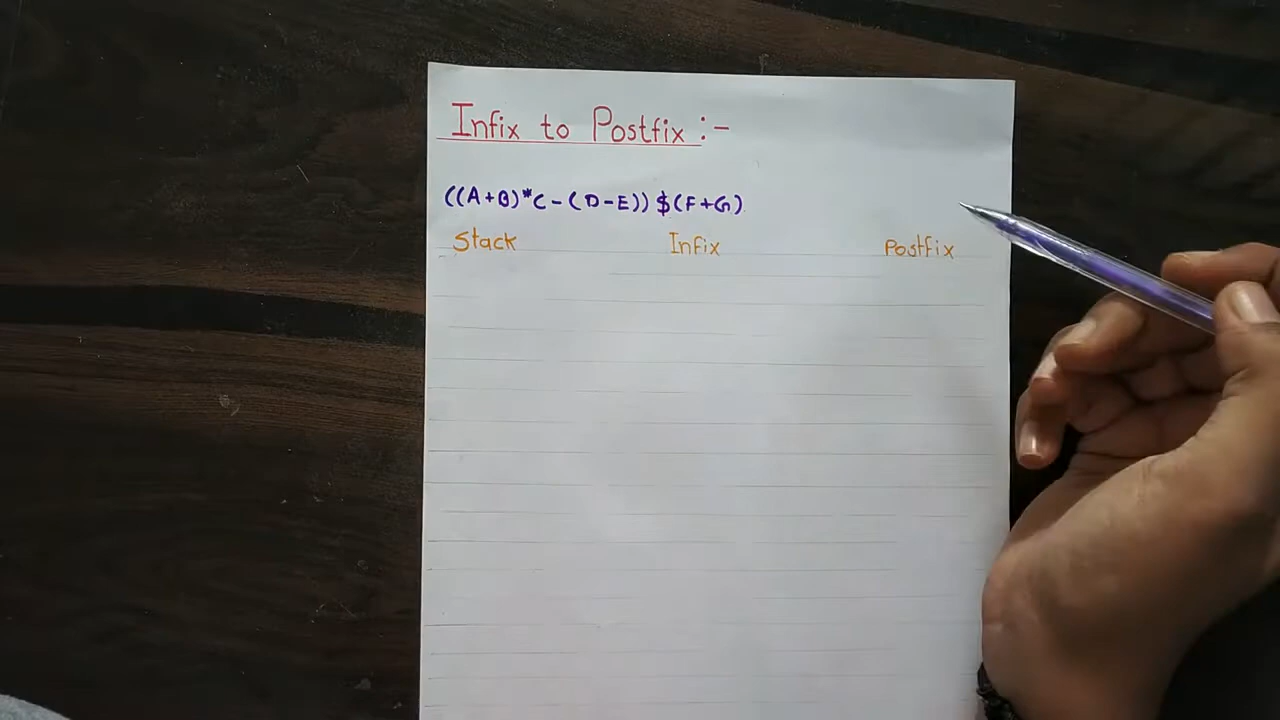 Infix to Postfix :-
((A+B)*C-(D-E))$(F+G)
Stack Infix Postfix